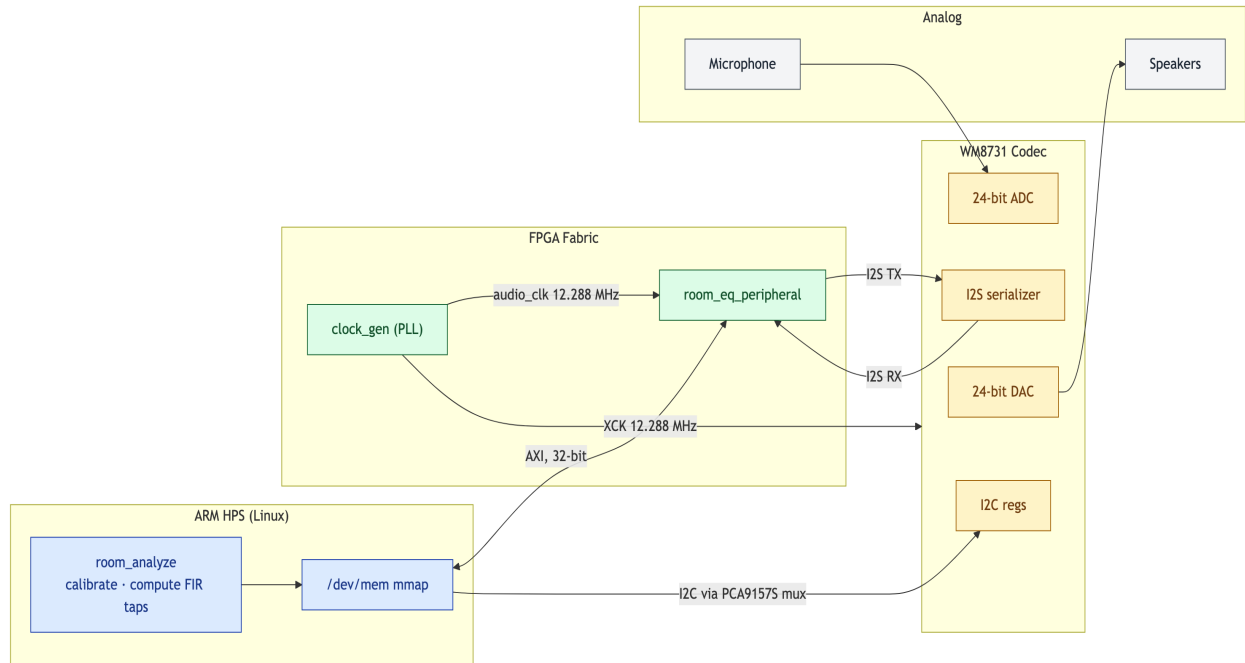 Analog
Microphone
Speakers
WM8731 Codec
24-bit ADC
FPGA Fabric
I2S TX
audio_clk 12.288 MHz
room_eq_peripheral
I2S serializer
clock_gen (PLL)
I2S RX
24-bit DAC
XCK 12.288 MHz
AXI, 32-bit
I2C regs
ARM HPS (Linux)
room_analyze
calibrate · compute FIR
taps
/dev/mem mmap
I2C via PCA9157S mux